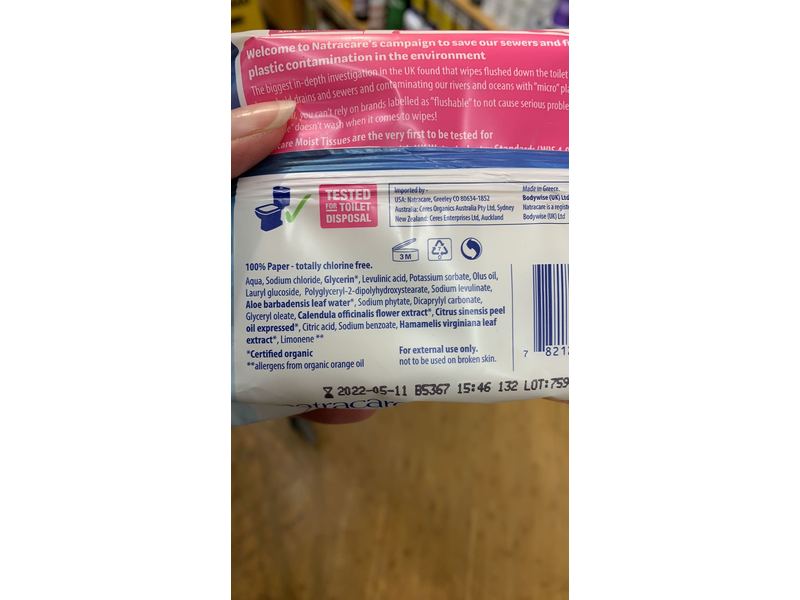 Welcome to Natracare's campaign to save our sewers and
plastic contamination in the environment
The biggest in-depth investigation in the UK found that wipes flushed down the toilet
drains and sewers and contaminating our rivers and oceans with "micro"
you can't rely on brands labelled as "flushable" to not cause serious
doesn't wash when it comes to wipes!
Moist Tissues are the very first to be tested for
TESTED
FOR TOILET
DISPOSAL
Imported by -
USA: Natracare, Greeley CO 80634-1852
Australia: Ceres Organics Australia Pty Ltd, Sydney
New Zealand: Ceres Enterprises Ltd, Auckland
Made in Greece.
Bodywise (UK) Ltd
Natracare is a
Bodywise (UK) Ltd
3M
7
O
100% Paper - totally chlorine free.
Aqua, Sodium chloride, Glycerin*, Levulinic acid, Potassium sorbate, Olus oil,
Lauryl glucoside, Polyglyceryl-2-dipolyhydroxystearate, Sodium levulinate,
Aloe barbadensis leaf water*, Sodium phytate, Dicaprylyl carbonate,
Glyceryl oleate, Calendula officinalis flower extract*, Citrus sinensis peel
oil expressed*, Citric acid, Sodium benzoate, Hamamelis virginiana leaf
extract*, Limonene **
*Certified organic
**allergens from organic orange oil
For external use only.
not to be used on broken skin.
7 821
2022-05-11 B5367 15:46 132 LOT:759
natracare